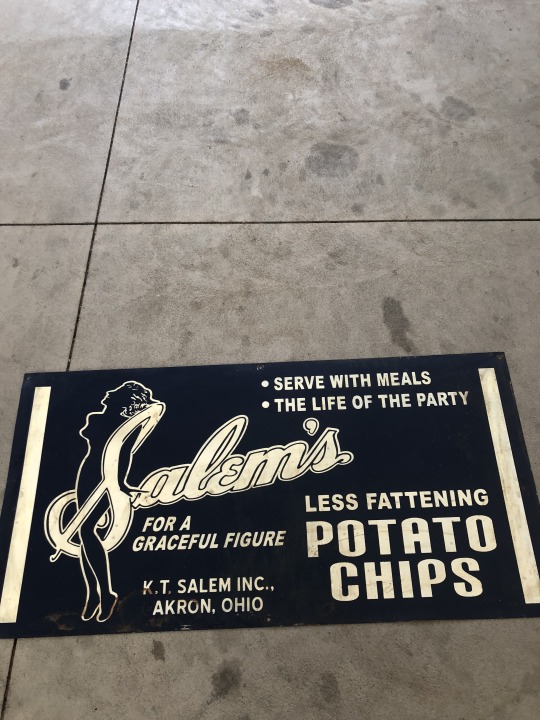 • SERVE WITH MEALS
• THE LIFE OF THE PARTY
Salem's
FOR A
GRACEFUL FIGURE
K.T. SALEM INC.,
AKRON, OHIO
LESS FATTENING
POTATO
CHIPS